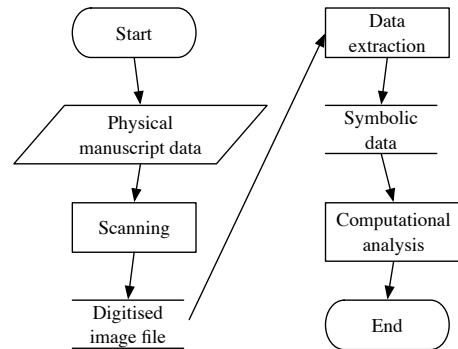 Start
Physical
manuscript data
Scanning
Digitised
image file
Data
extraction
Symbolic
data
Computational
analysis
End